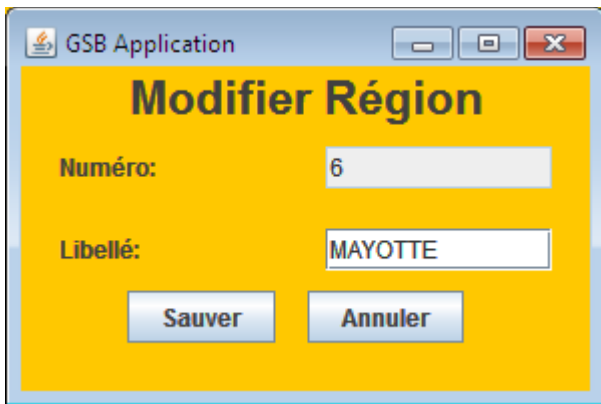 GSB Application
Modifier Région
Numéro: 6
Libellé: MAYOTTE
Sauver Annuler